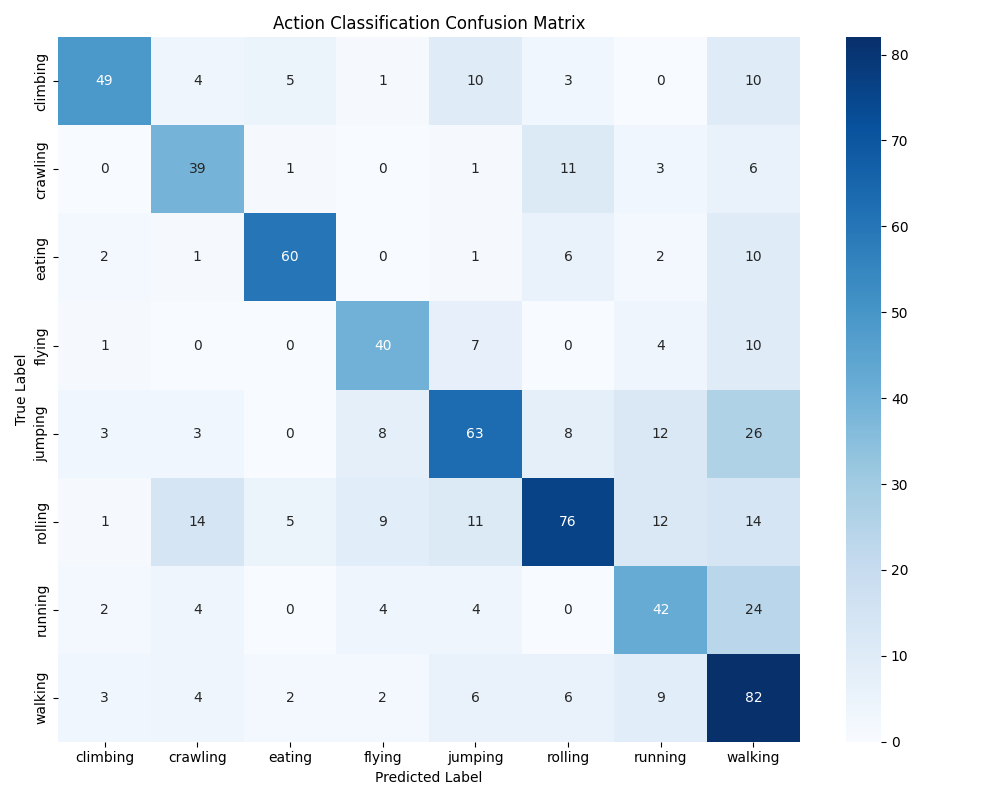 Action Classification Confusion Matrix
True Label
climbing 49 4 5 1 10 3 0 10
crawling 0 39 1 0 1 11 3 6
eating 2 1 60 0 1 6 2 10
flying 1 0 0 40 7 0 4 10
jumping 3 3 0 8 63 8 12 26
rolling 1 14 5 9 11 76 12 14
running 2 4 0 4 4 0 42 24
walking 3 4 2 2 6 6 9 82
climbing crawling eating flying jumping rolling running walking
Predicted Label
80
70
60
50
40
30
20
10
0